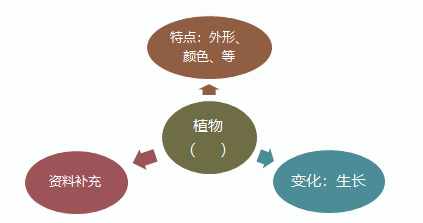 特点：外形、
颜色、等
植物
（　　）
资料补充
变化：生长